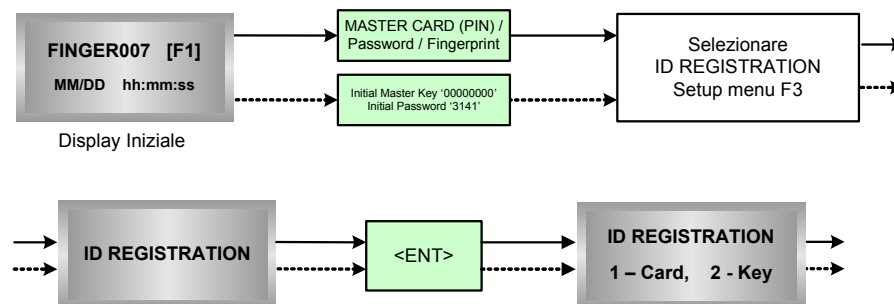 FINGER007 [F1]
MM/DD hh:mm:ss
Display Iniziale
MASTER CARD (PIN) /
Password / Fingerprint
Initial Master Key ‘00000000’
Initial Password ‘3141’
Selezionare
ID REGISTRATION
Setup menu F3
ID REGISTRATION
<ENT>
ID REGISTRATION
1 – Card, 2 - Key